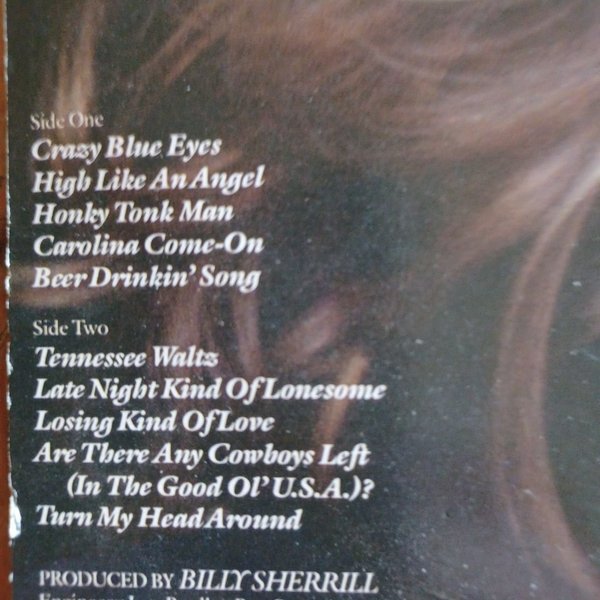 Side One
Crazy Blue Eyes
High Like An Angel
Honky Tonk Man
Carolina Come-On
Beer Drinkin' Song
Side Two
Tennessee Waltz
Late Night Kind Of Lonesome
Losing Kind Of Love
Are There Any Cowboys Left
(In The Good Ol' U.S.A.)?
Turn My Head Around
PRODUCED BY BILLY SHERRILL